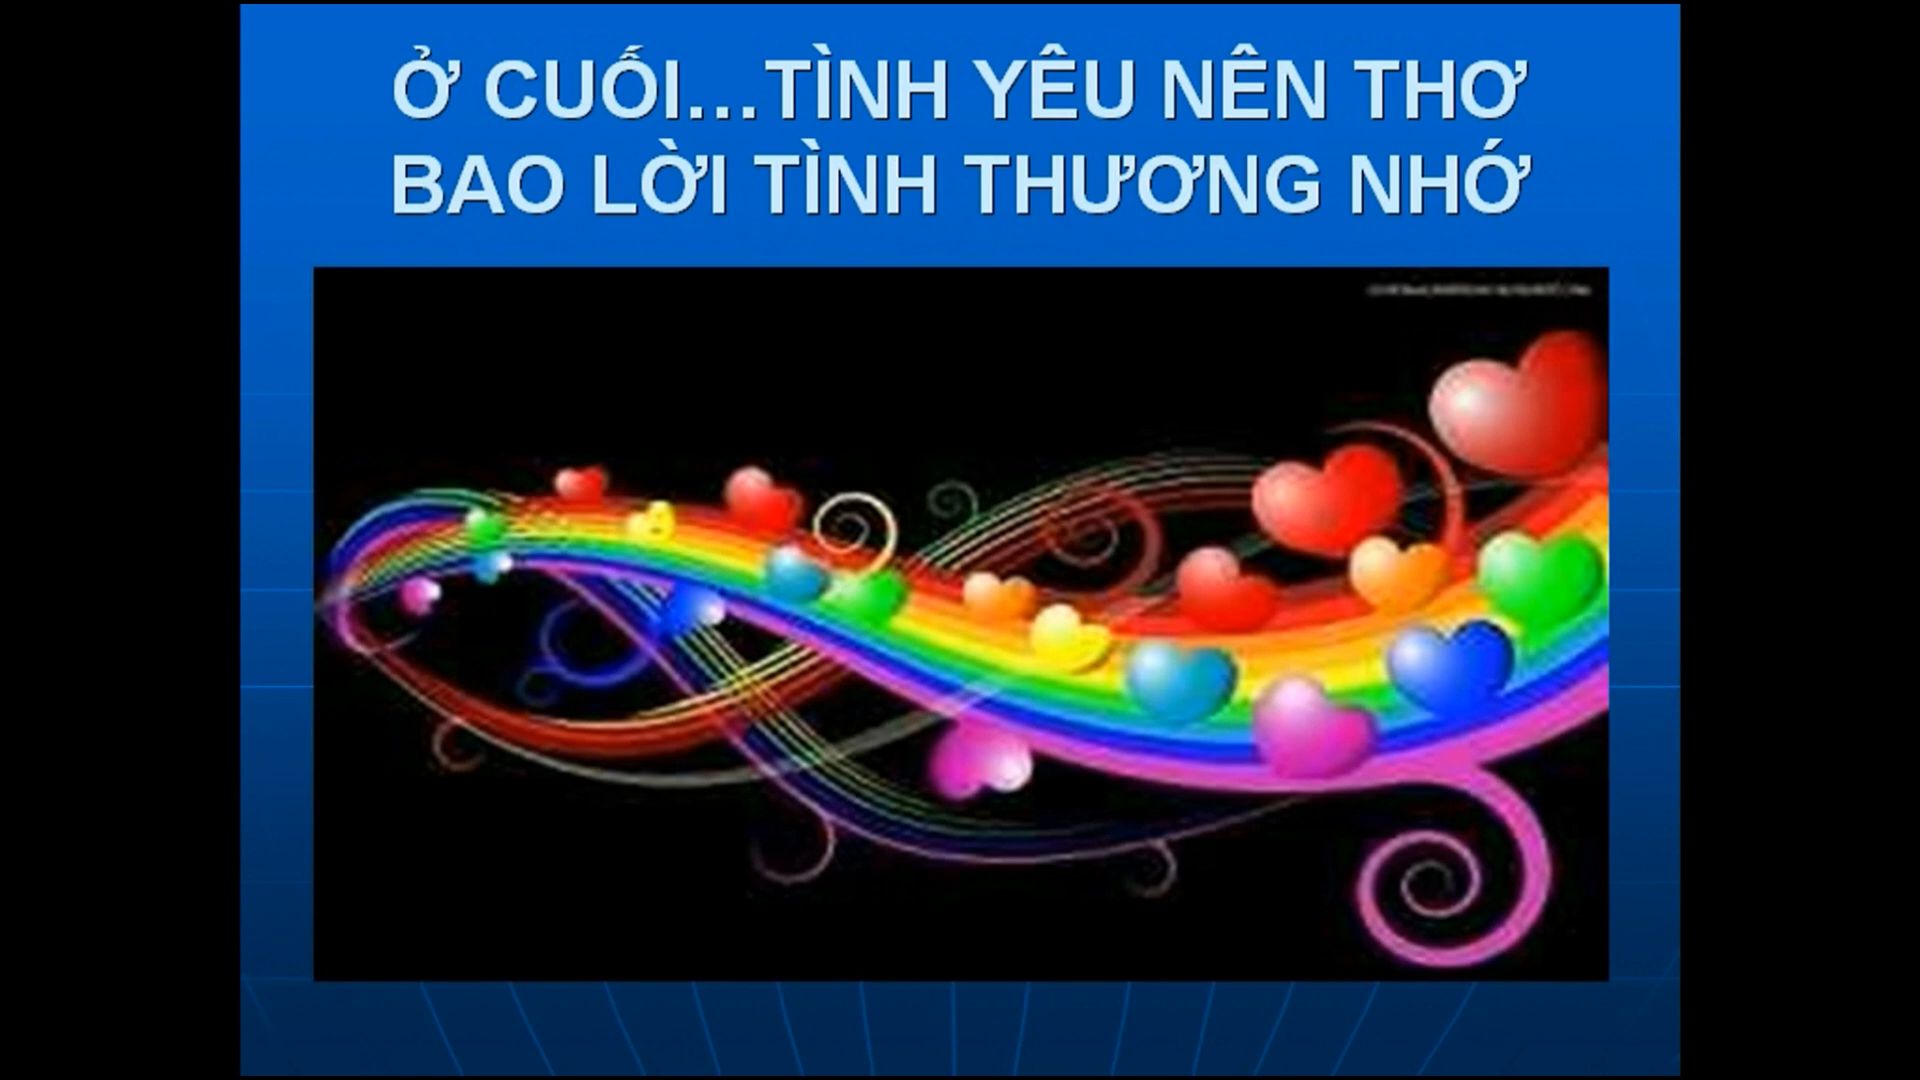 Ở CUỐI...TÌNH YÊU NÊN THƠ
BAO LỜI TÌNH THƯƠNG NHỚ